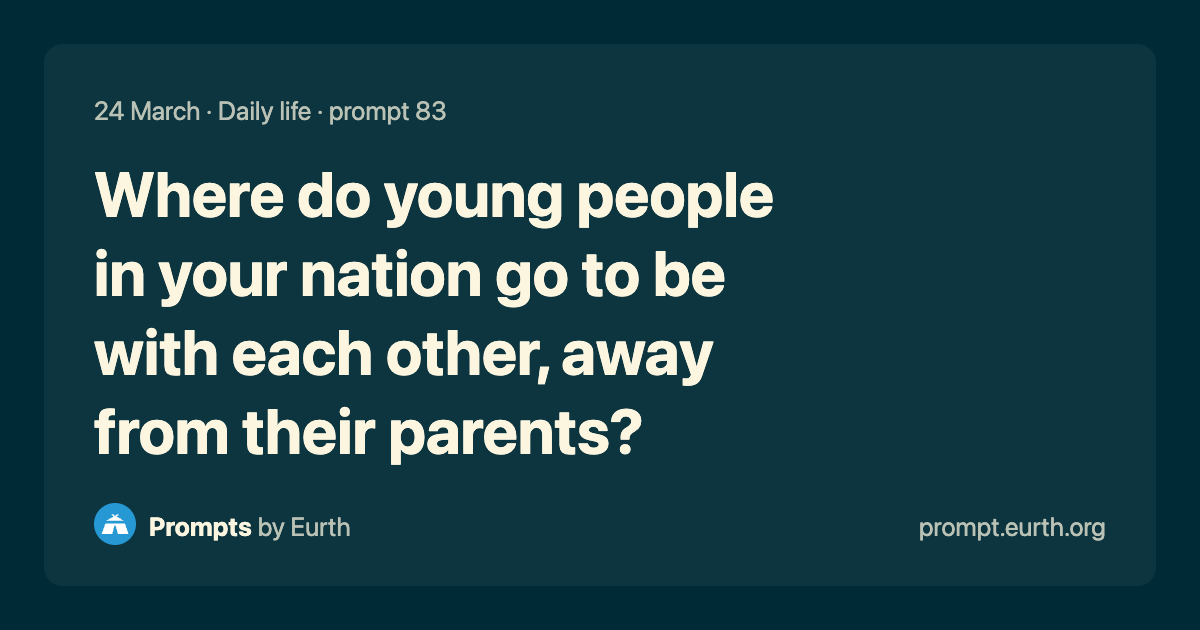 24 March · Daily life · prompt 83
Where do young people
in your nation go to be
with each other, away
from their parents?
Prompts by Eurth
prompt.eurth.org